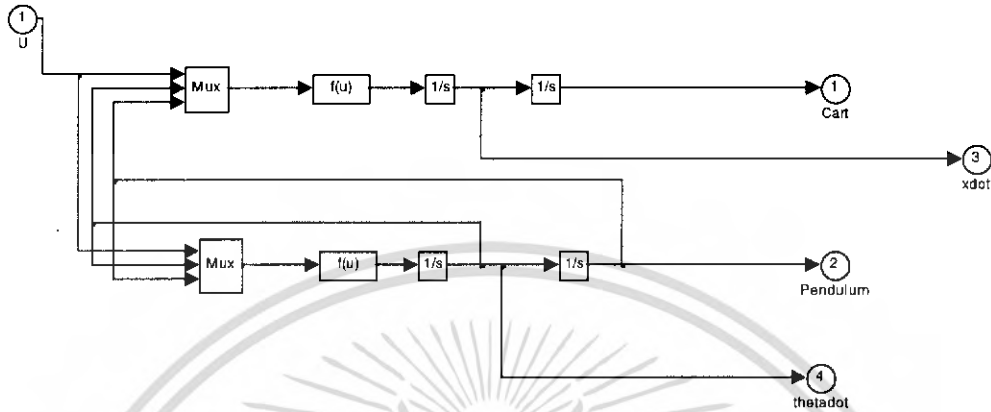 1
U
Mux
f(u)
1/s
1/s
1
Cart
3
xdot
Mux
f(u)
1/s
1/s
2
Pendulum
4
thetadot